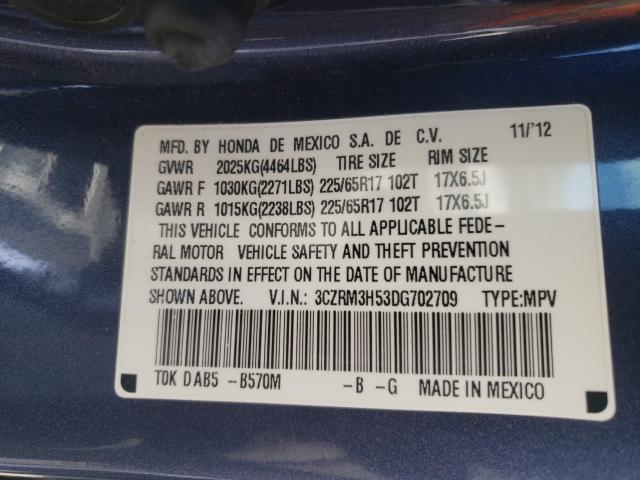 MFD. BY HONDA DE MEXICO S.A. DE C.V. 11/'12
GVWR 2025KG(4464LBS) TIRE SIZE RIM SIZE
GAWR F 1030KG(2271LBS) 225/65R17 102T 17X6.5J
GAWR R 1015KG(2238LBS) 225/65R17 102T 17X6.5J
THIS VEHICLE CONFORMS TO ALL APPLICABLE FEDE-
RAL MOTOR VEHICLE SAFETY AND THEFT PREVENTION
STANDARDS IN EFFECT ON THE DATE OF MANUFACTURE
SHOWN ABOVE. V.I.N.: 3CZRM3H53DG702709 TYPE:MPV
TOK DAB5 -B570M -B -G MADE IN MEXICO